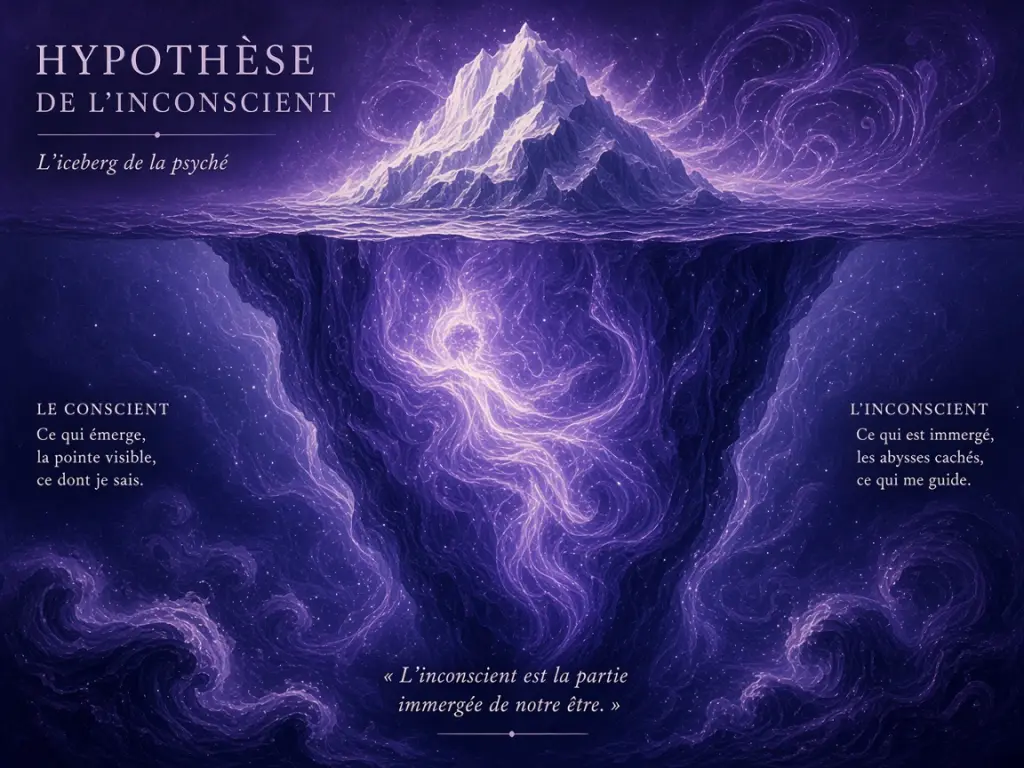 HYPOTHÈSE
DE L’INCONSCIENT
L’iceberg de la psyché
LE CONSCIENT
Ce qui émerge,
la pointe visible,
ce dont je sais.
L’INCONSCIENT
Ce qui est immergé,
les abysses cachés,
ce qui me guide.
« L’inconscient est la partie
immergée de notre être. »